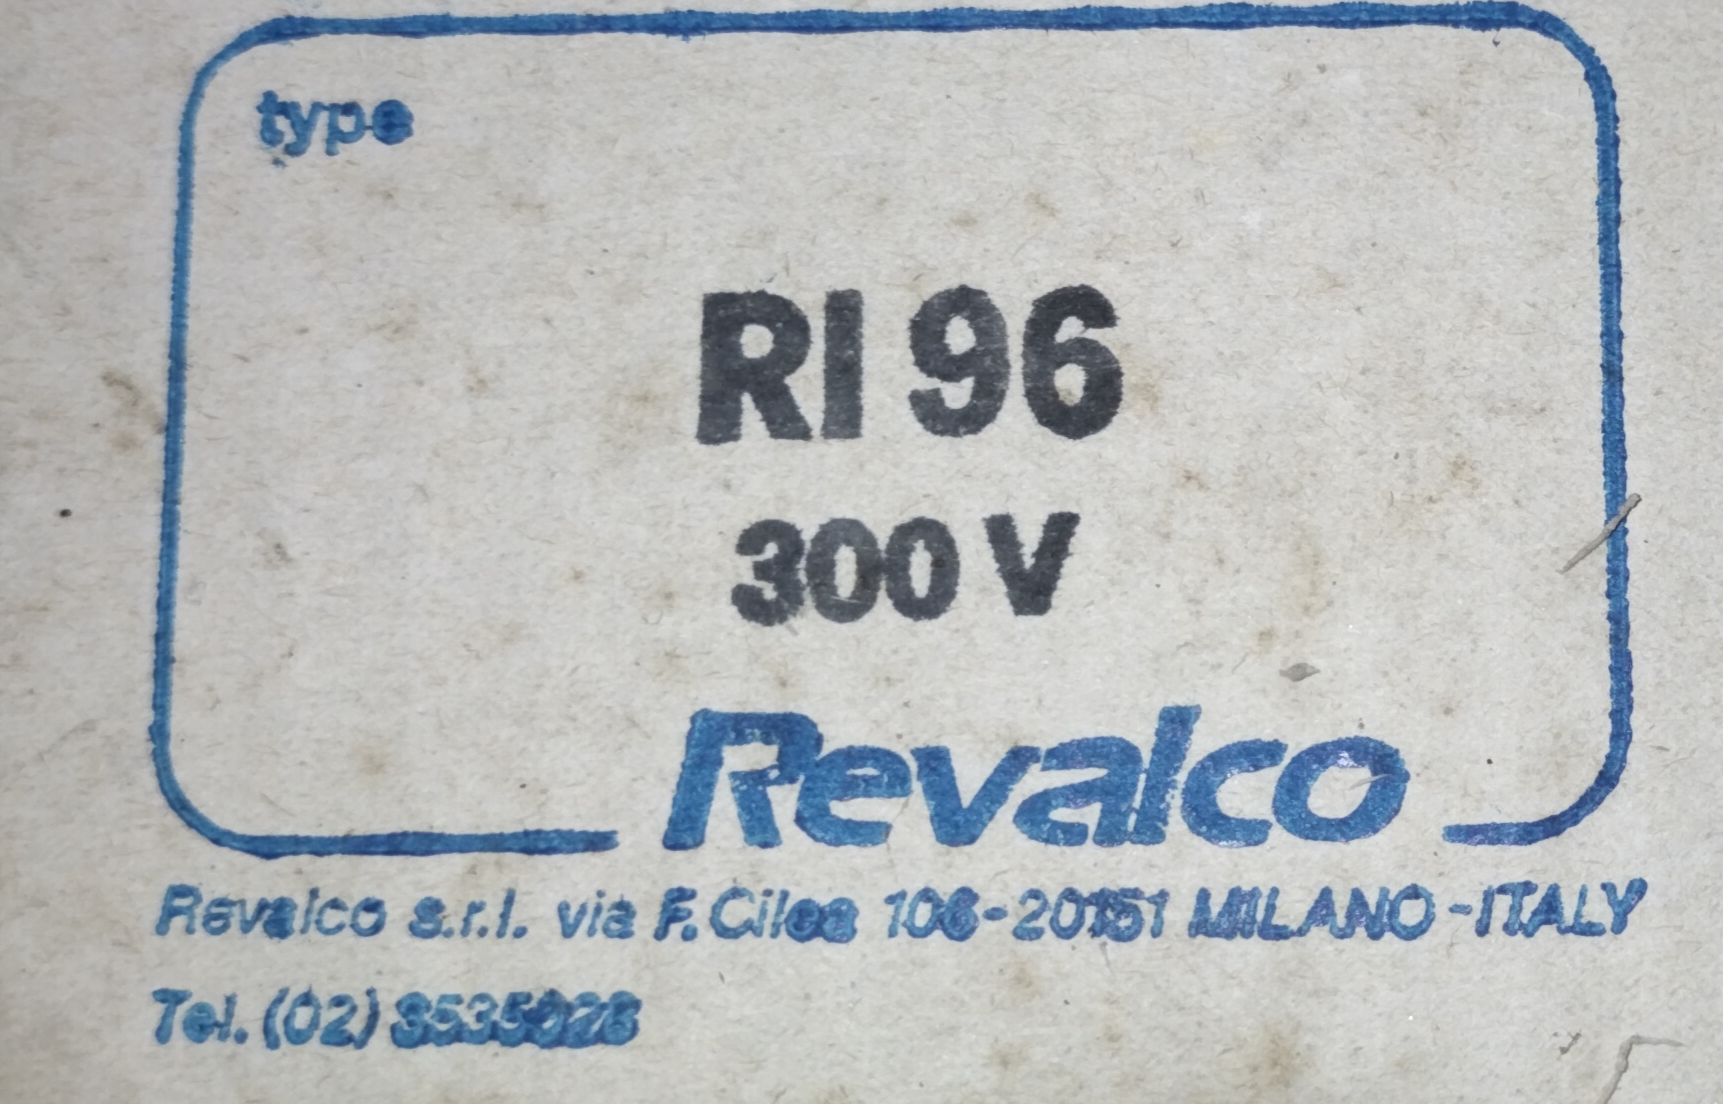 type
RI 96
300 V
Revalco
Revalco s.r.l. via F. Cilea 106-20151 MILANO-ITALY
Tel. (02)